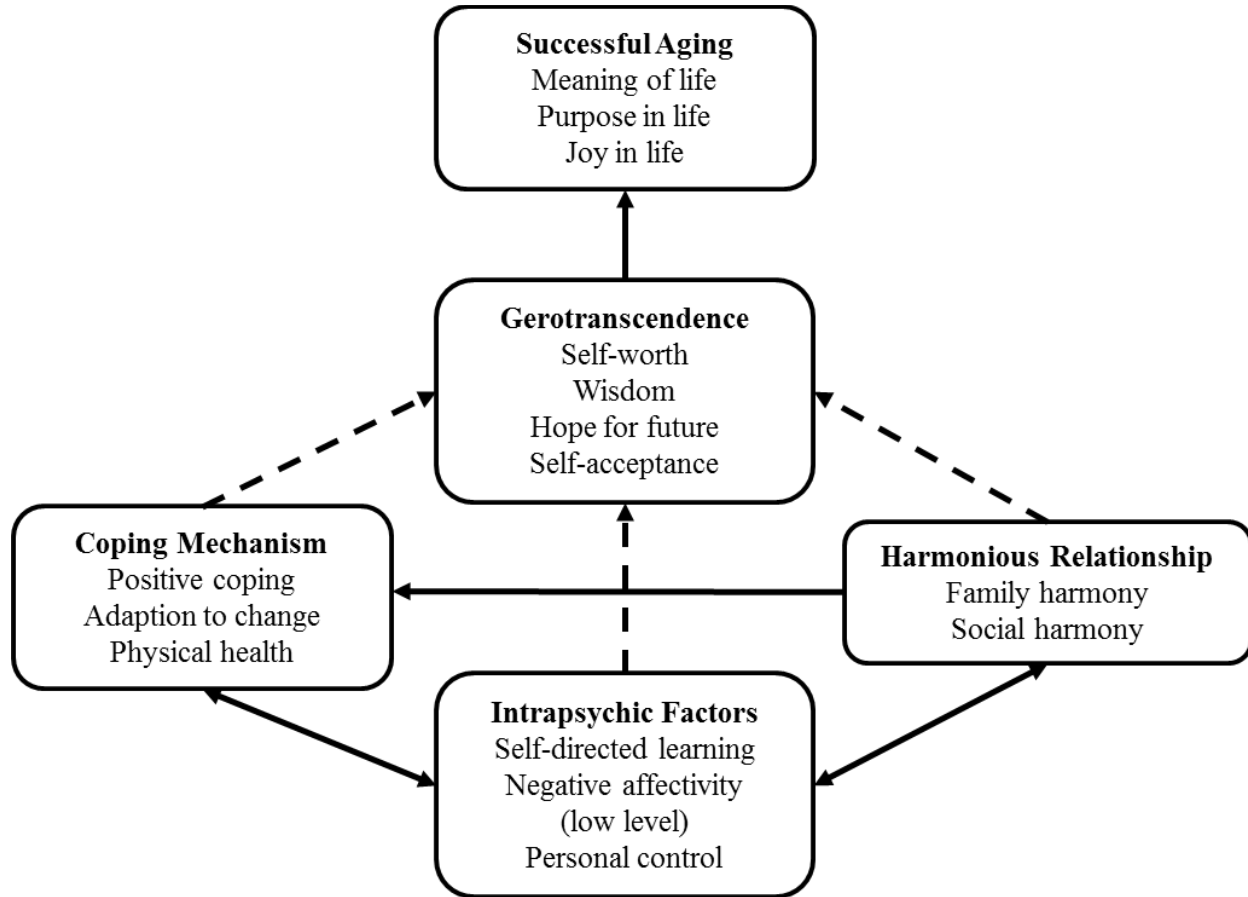 Successful Aging
Meaning of life
Purpose in life
Joy in life
Gerotranscendence
Self-worth
Wisdom
Hope for future
Self-acceptance
Coping Mechanism
Positive coping
Adaption to change
Physical health
Harmonious Relationship
Family harmony
Social harmony
Intrapsychic Factors
Self-directed learning
Negative affectivity
(low level)
Personal control